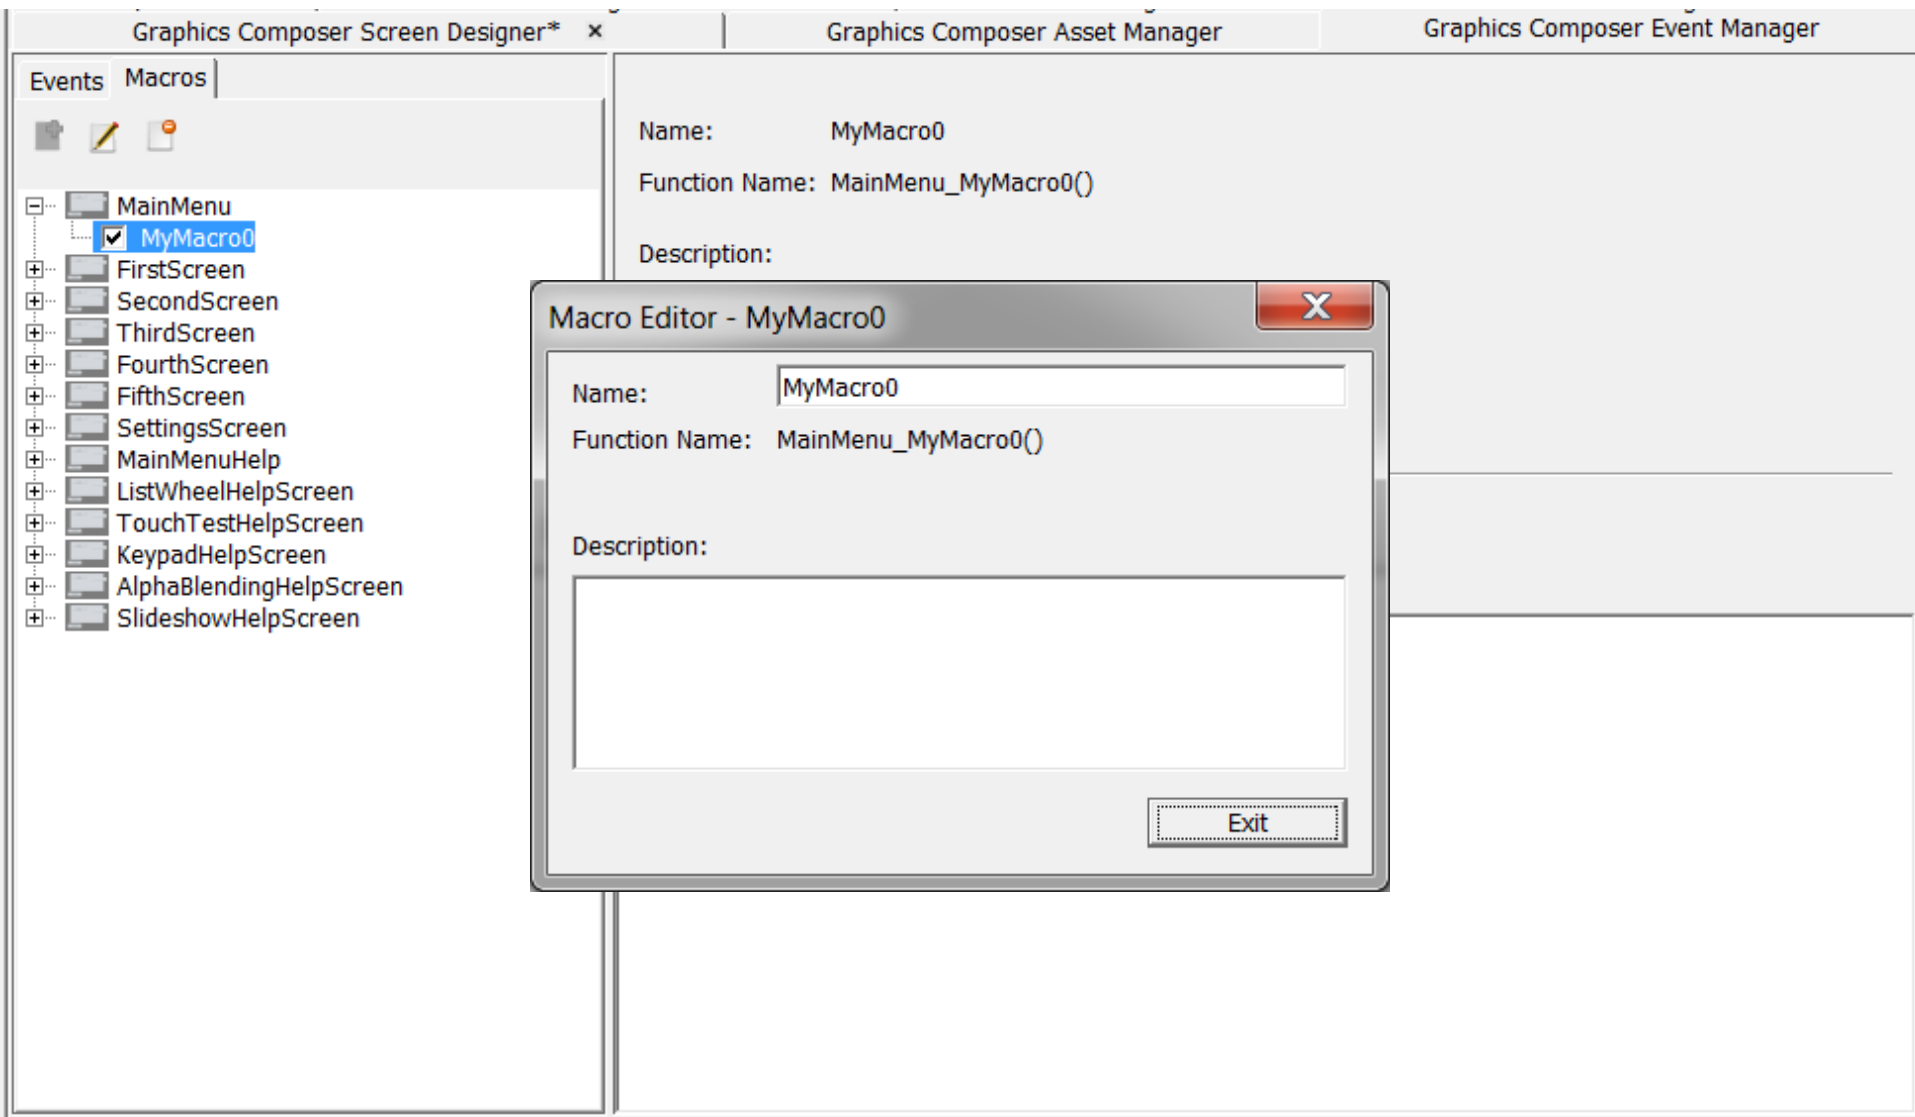 Graphics Composer Screen Designer* × Graphics Composer Asset Manager Graphics Composer Event Manager
Events Macros
Name: MyMacro0
Function Name: MainMenu_MyMacro0()
Description:
MainMenu
MyMacro0
FirstScreen
SecondScreen
ThirdScreen
FourthScreen
FifthScreen
SettingsScreen
MainMenuHelp
ListWheelHelpScreen
TouchTestHelpScreen
KeypadHelpScreen
AlphaBlendingHelpScreen
SlideshowHelpScreen
Macro Editor - MyMacro0
Name: MyMacro0
Function Name: MainMenu_MyMacro0()
Description:
Exit